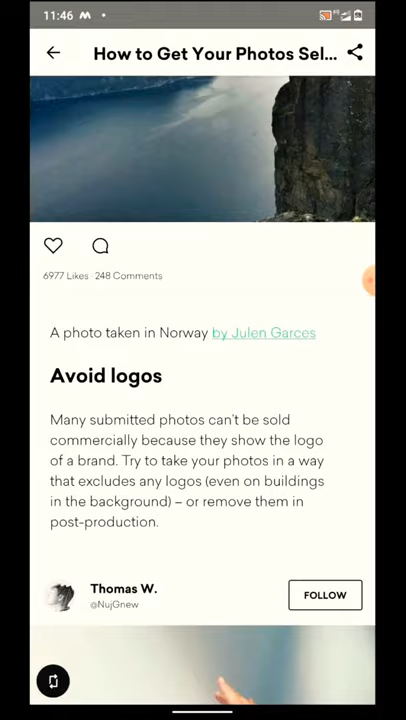 11:46
How to Get Your Photos Sel...
6977 Likes · 248 Comments
A photo taken in Norway by Julen Garces
Avoid logos
Many submitted photos can't be sold
commercially because they show the logo
of a brand. Try to take your photos in a way
that excludes any logos (even on buildings
in the background) – or remove them in
post-production.
Thomas W.
FOLLOW
@NujGnew